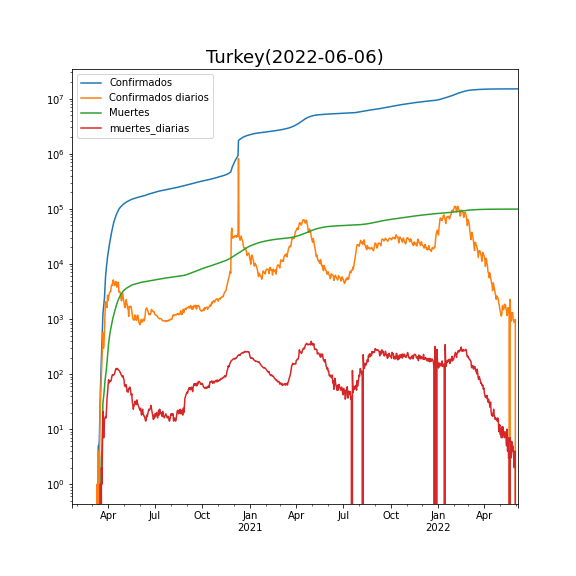 Turkey(2022-06-06)
Confirmados
Confirmados diarios
Muertes
muertes_diarias
10⁷
10⁶
10⁵
10⁴
10³
10²
10¹
10⁰
Apr Jul Oct Jan Apr Jul Oct Jan Apr
2021 2022